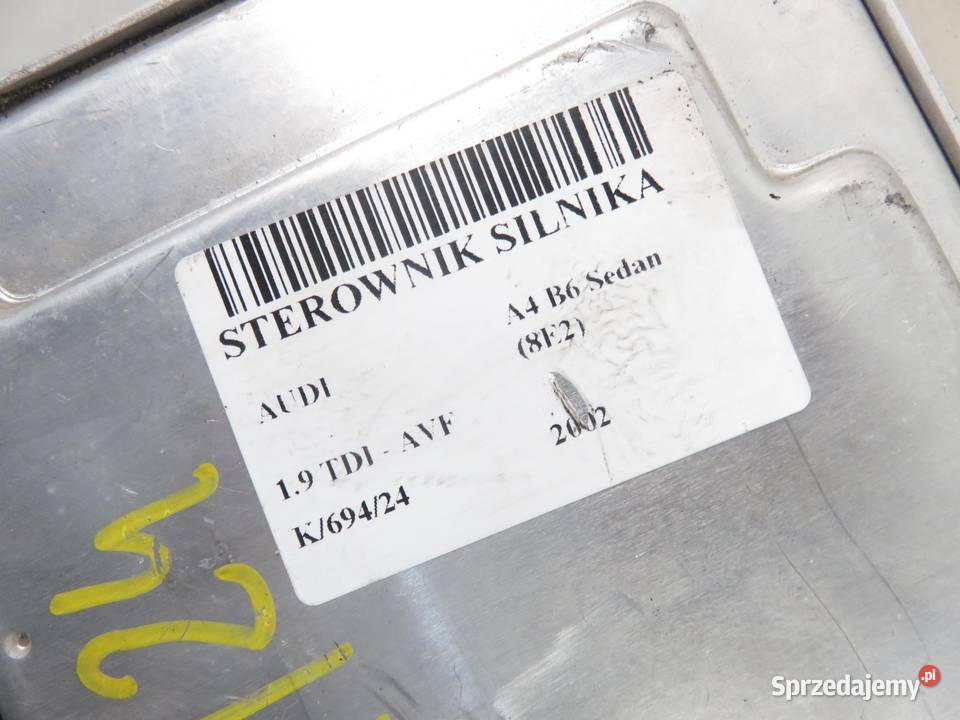 STEROWNIK SILNIKA
AUDI
A4 B6 Sedan
(8E2)
1.9 TDI - AVF
2002
K/694/24
Sprzedajemy.pl